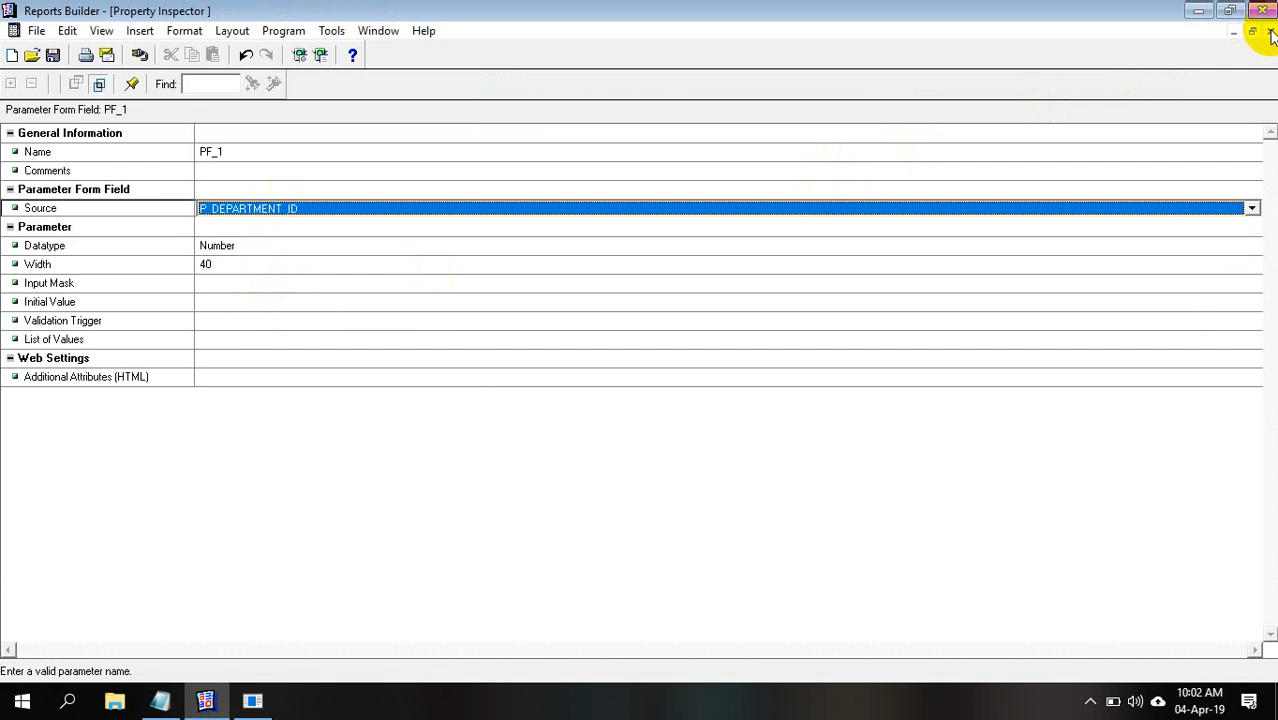 Reports Builder - [Property Inspector ]
File Edit View Insert Format Layout Program Tools Window Help
Find:
Parameter Form Field: PF_1
General Information
Name PF_1
Comments
Parameter Form Field
Source P_DEPARTMENT_ID
Parameter
Datatype Number
Width 40
Input Mask
Initial Value
Validation Trigger
List of Values
Web Settings
Additional Attributes (HTML)
Enter a valid parameter name.
10:02 AM
04-Apr-19